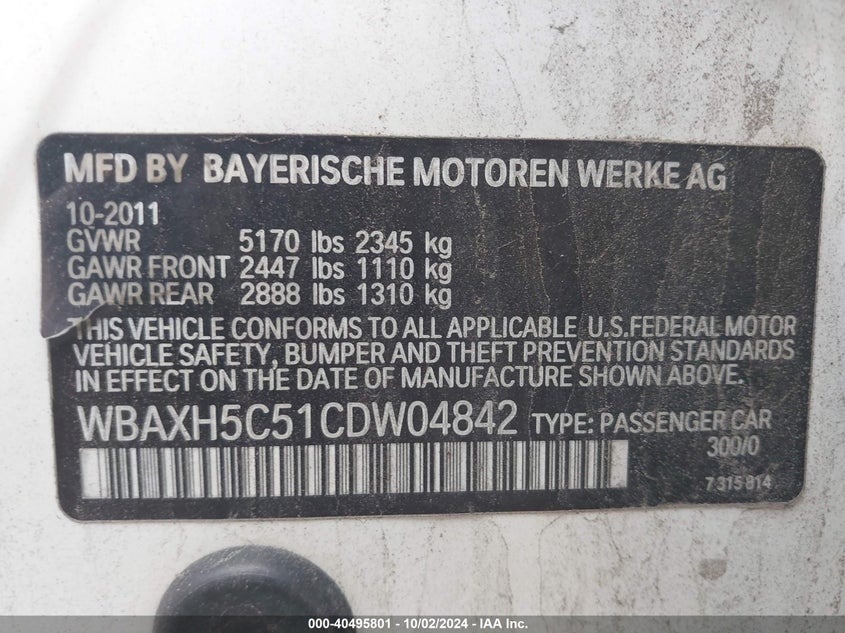 MFD BY BAYERISCHE MOTOREN WERKE AG
10-2011
GVWR 5170 lbs 2345 kg
GAWR FRONT 2447 lbs 1110 kg
GAWR REAR 2888 lbs 1310 kg
THIS VEHICLE CONFORMS TO ALL APPLICABLE U.S.FEDERAL MOTOR
VEHICLE SAFETY, BUMPER AND THEFT PREVENTION STANDARDS
IN EFFECT ON THE DATE OF MANUFACTURE SHOWN ABOVE.
WBAXH5C51CDW04842 TYPE: PASSENGER CAR
300/0
7 315 814
000-40495801 - 10/02/2024 - IAA Inc.